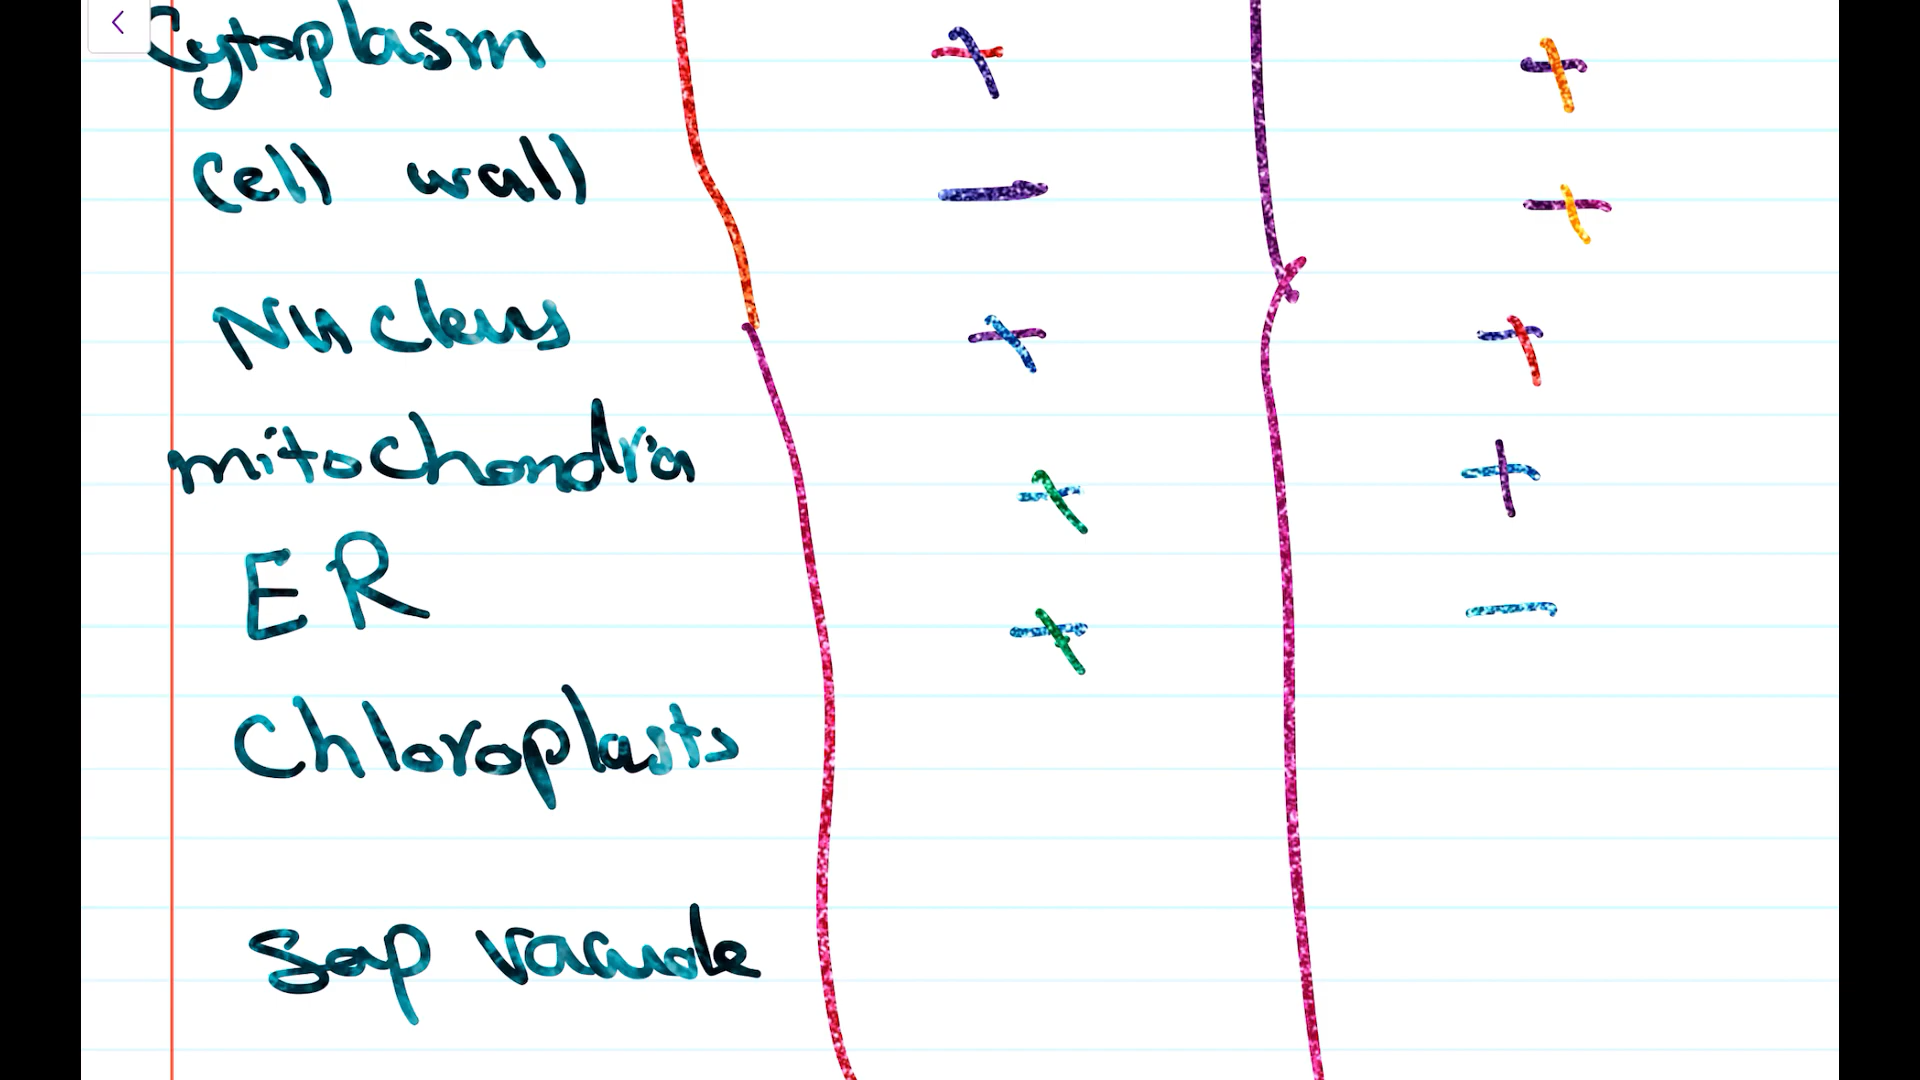 Cytoplasm + +
Cell wall - +
Nucleus + +
mitochondria + +
ER + -
Chloroplasts
Sap vacuole